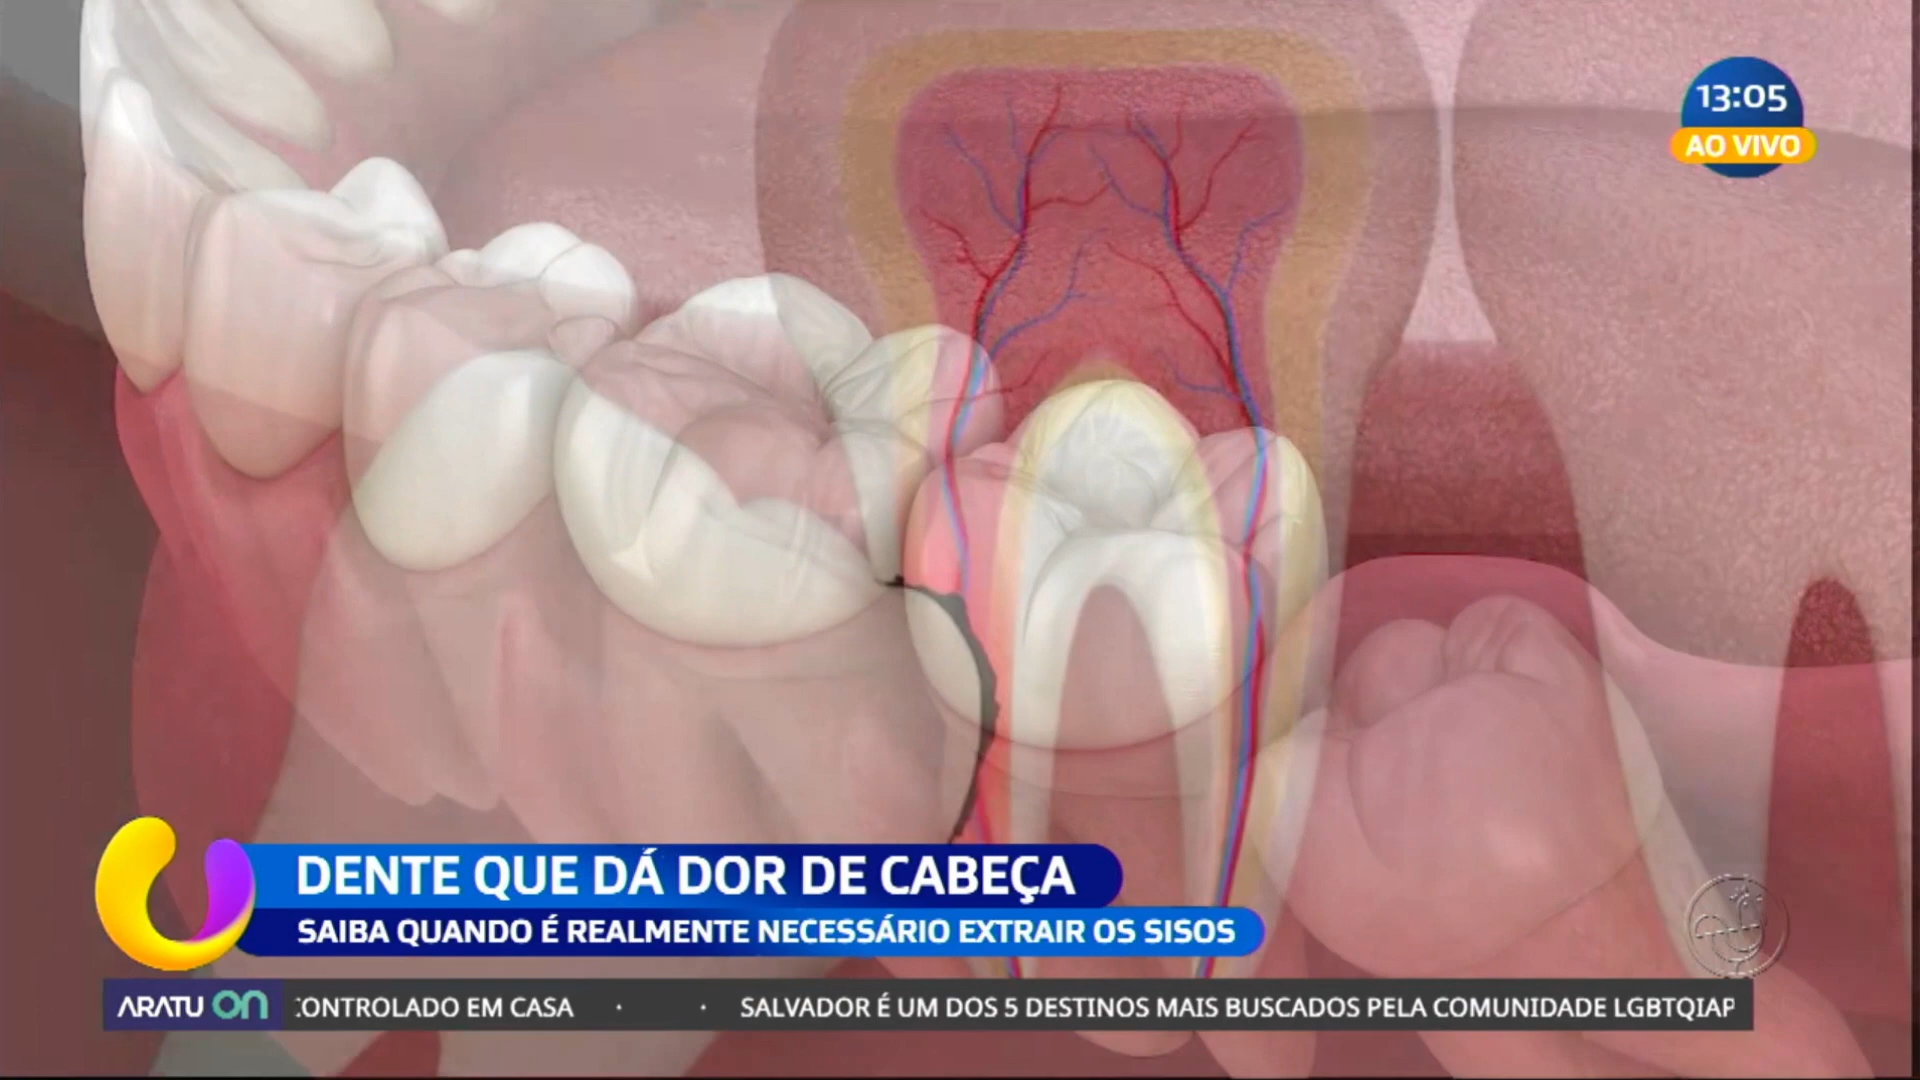 13:05
AO VIVO
DENTE QUE DÁ DOR DE CABEÇA
SAIBA QUANDO É REALMENTE NECESSÁRIO EXTRAIR OS SISOS
ARATU ON
CONTROLADO EM CASA · · SALVADOR É UM DOS 5 DESTINOS MAIS BUSCADOS PELA COMUNIDADE LGBTQIAP